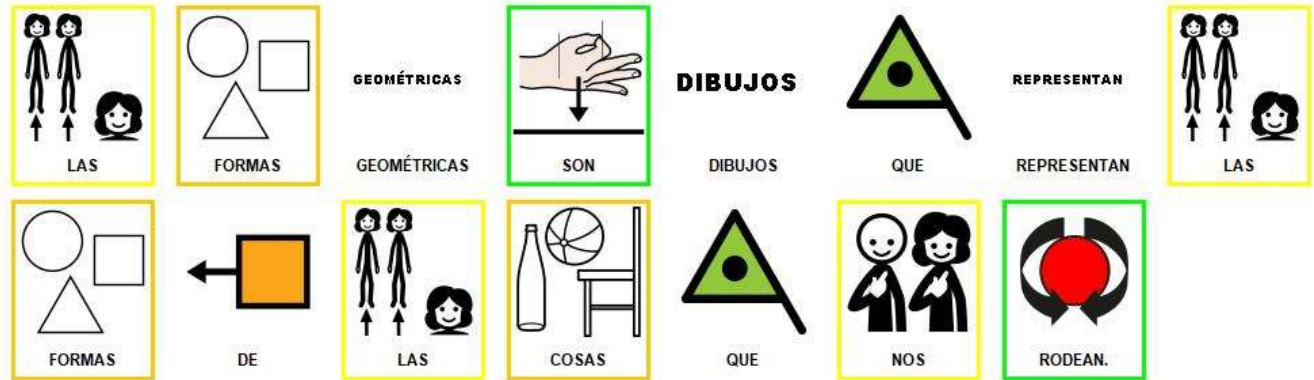 GEOMÉTRICAS DIBUJOS REPRESENTAN
LAS FORMAS GEOMÉTRICAS SON DIBUJOS QUE REPRESENTAN LAS
FORMAS DE LAS COSAS QUE NOS RODEAN.